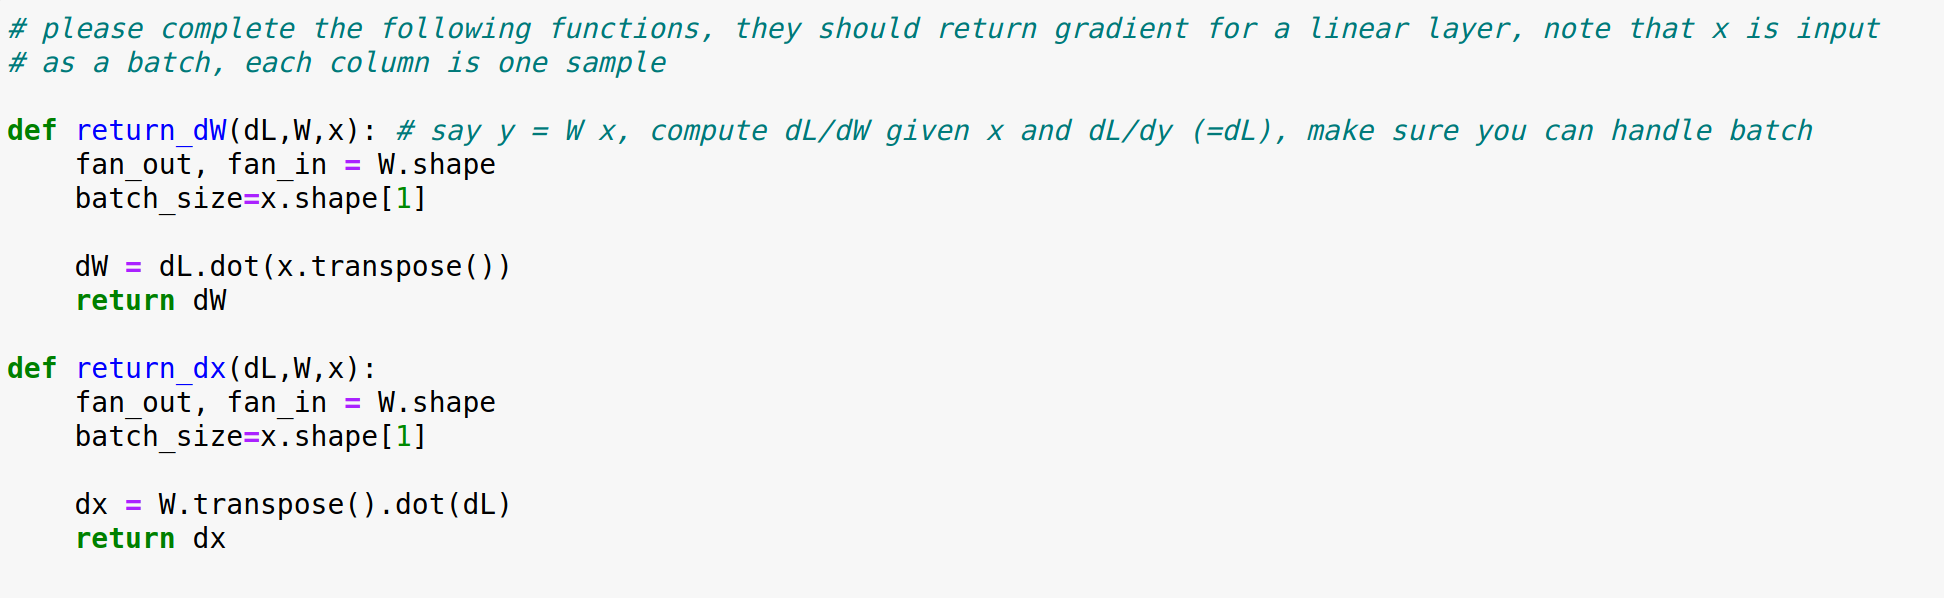 # please complete the following functions, they should return gradient for a linear layer, note that x is input
# as a batch, each column is one sample
def return_dW(dL,W,x): # say y = W x, compute dL/dW given x and dL/dy (=dL), make sure you can handle batch
    fan_out, fan_in = W.shape
    batch_size=x.shape[1]
    dW = dL.dot(x.transpose())
    return dW
def return_dx(dL,W,x):
    fan_out, fan_in = W.shape
    batch_size=x.shape[1]
    dx = W.transpose().dot(dL)
    return dx